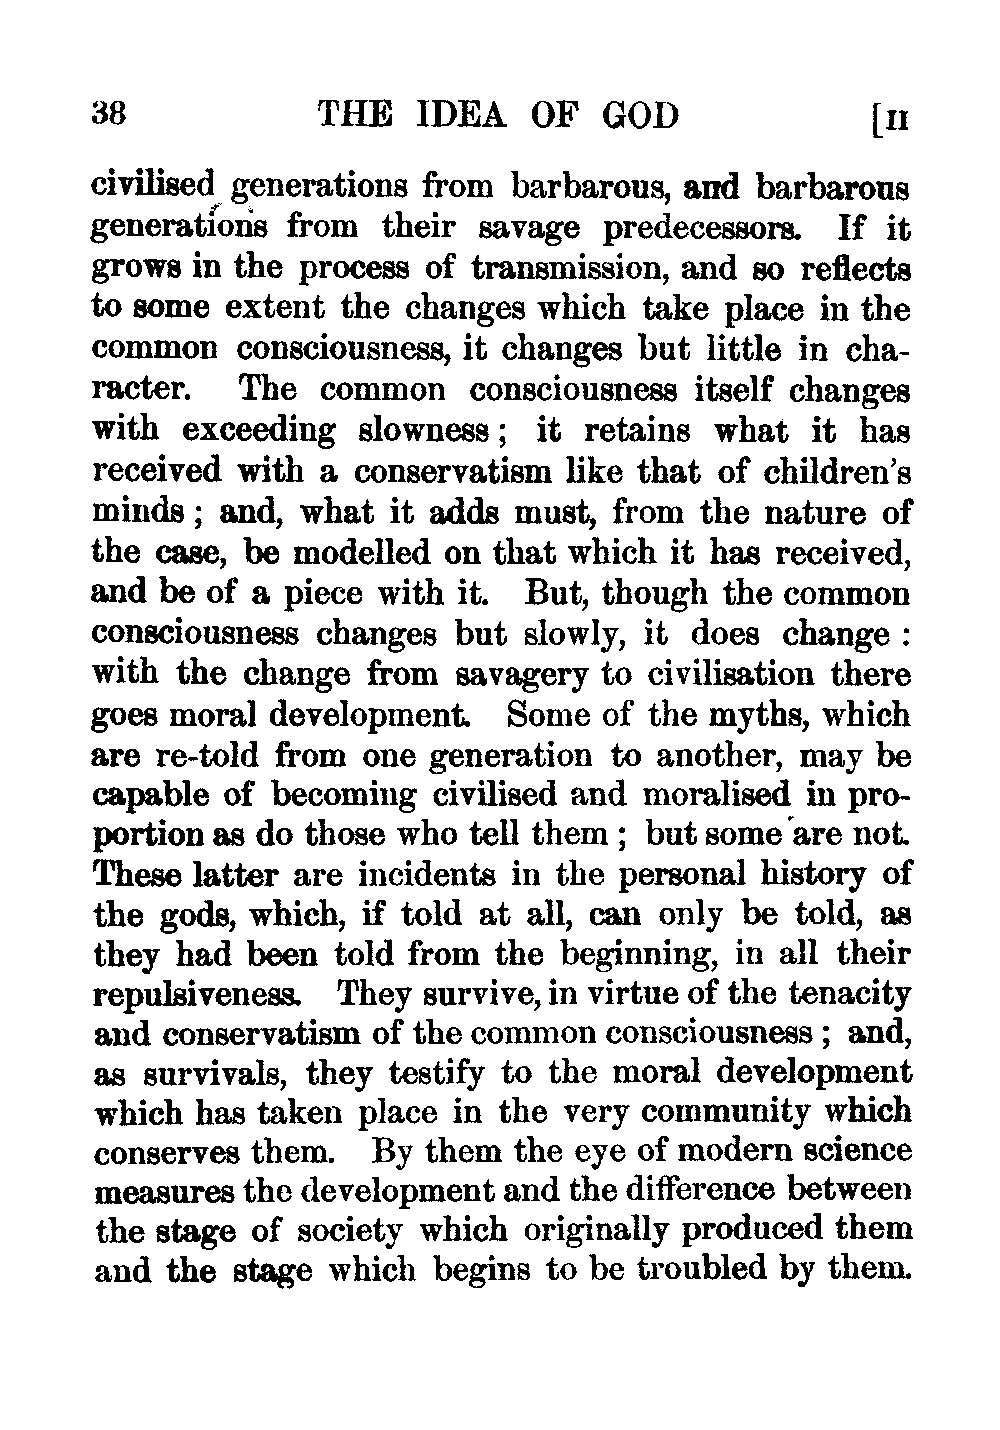 38 THE IDEA OF GOD [II
civilised generations from barbarous, and barbarous
generations from their savage predecessors. If it
grows in the process of transmission, and so reflects
to some extent the changes which take place in the
common consciousness, it changes but little in cha-
racter. The common consciousness itself changes
with exceeding slowness; it retains what it has
received with a conservatism like that of children's
minds; and, what it adds must, from the nature of
the case, be modelled on that which it has received,
and be of a piece with it. But, though the common
consciousness changes but slowly, it does change:
with the change from savagery to civilisation there
goes moral development. Some of the myths, which
are re-told from one generation to another, may be
capable of becoming civilised and moralised in pro-
portion as do those who tell them; but some are not.
These latter are incidents in the personal history of
the gods, which, if told at all, can only be told, as
they had been told from the beginning, in all their
repulsiveness. They survive, in virtue of the tenacity
and conservatism of the common consciousness; and,
as survivals, they testify to the moral development
which has taken place in the very community which
conserves them. By them the eye of modern science
measures the development and the difference between
the stage of society which originally produced them
and the stage which begins to be troubled by them.